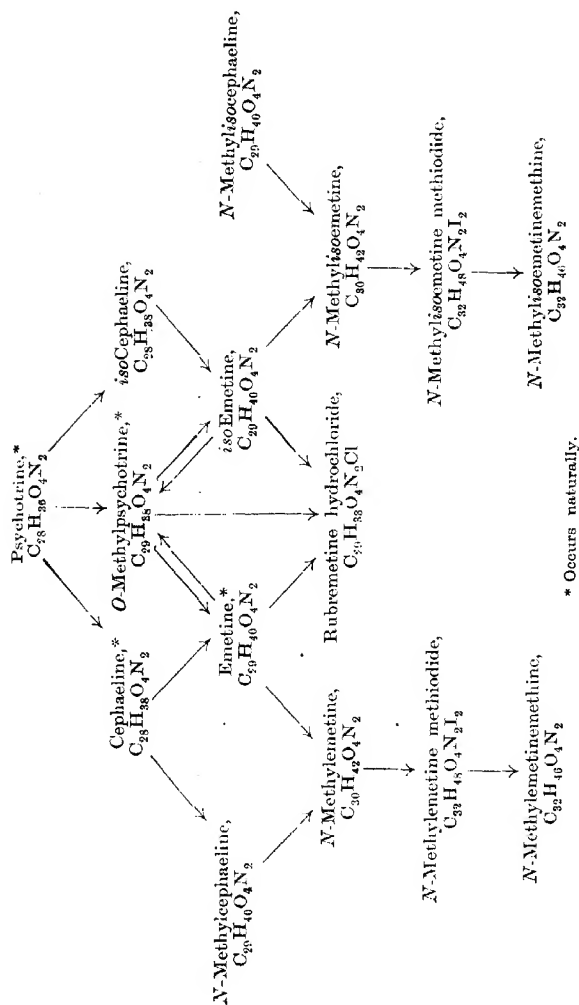 Psychotrine,*
C₂₈H₃₆O₄N₂
Cephaeline,*
C₂₈H₃₈O₄N₂
O-Methylpsychotrine,*
C₂₉H₃₈O₄N₂
isoCephaeline,
C₂₈H₃₈O₄N₂
N-Methyicephaeline,
C₂₉H₄₀O₄N₂
Emetine,*
C₂₉H₄₀O₄N₂
isoEmetine,
C₂₉H₄₀O₄N₂
N-Methylisocephaeline,
C₂₉H₄₀O₄N₂
N-Methylemetine,
C₃₀H₄₂O₄N₂
Rubremetine hydrochloride,
C₂₉H₃₃O₄N₂Cl
N-Methylisoemetine,
C₃₀H₄₂O₄N₂
N-Methylemetine methiodide,
C₃₂H₄₈O₄N₂I₂
N-Methylisoemetine methiodide,
C₃₂H₄₈O₄N₂I₂
N-Methylemetinemethine,
C₃₂H₄₆O₄N₂
N-Methylisoemetinemethine,
C₃₂H₄₆O₄N₂
* Occurs naturally.